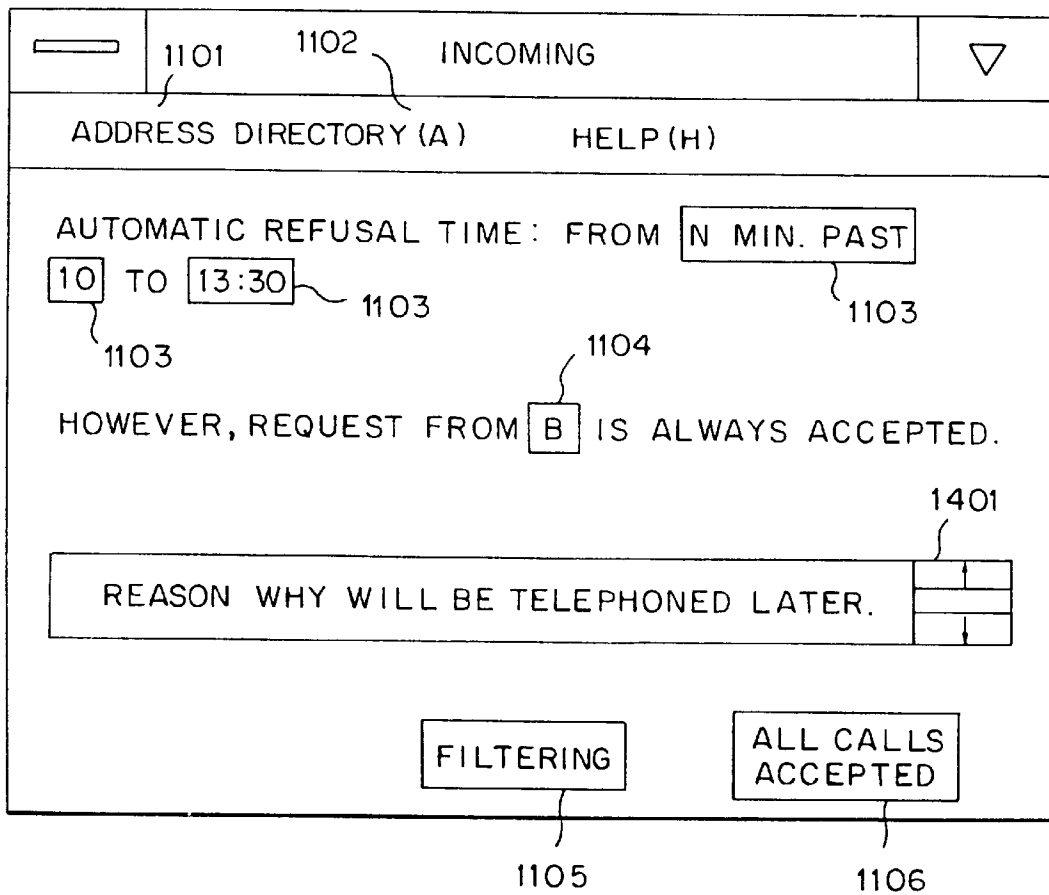 INCOMING
1101
1102
ADDRESS DIRECTORY (A) HELP (H)
AUTOMATIC REFUSAL TIME: FROM N MIN. PAST
10 TO 13:30
1103
1103
1103
1104
HOWEVER, REQUEST FROM B IS ALWAYS ACCEPTED.
1401
REASON WHY WILL BE TELEPHONED LATER.
FILTERING
ALL CALLS
ACCEPTED
1105
1106